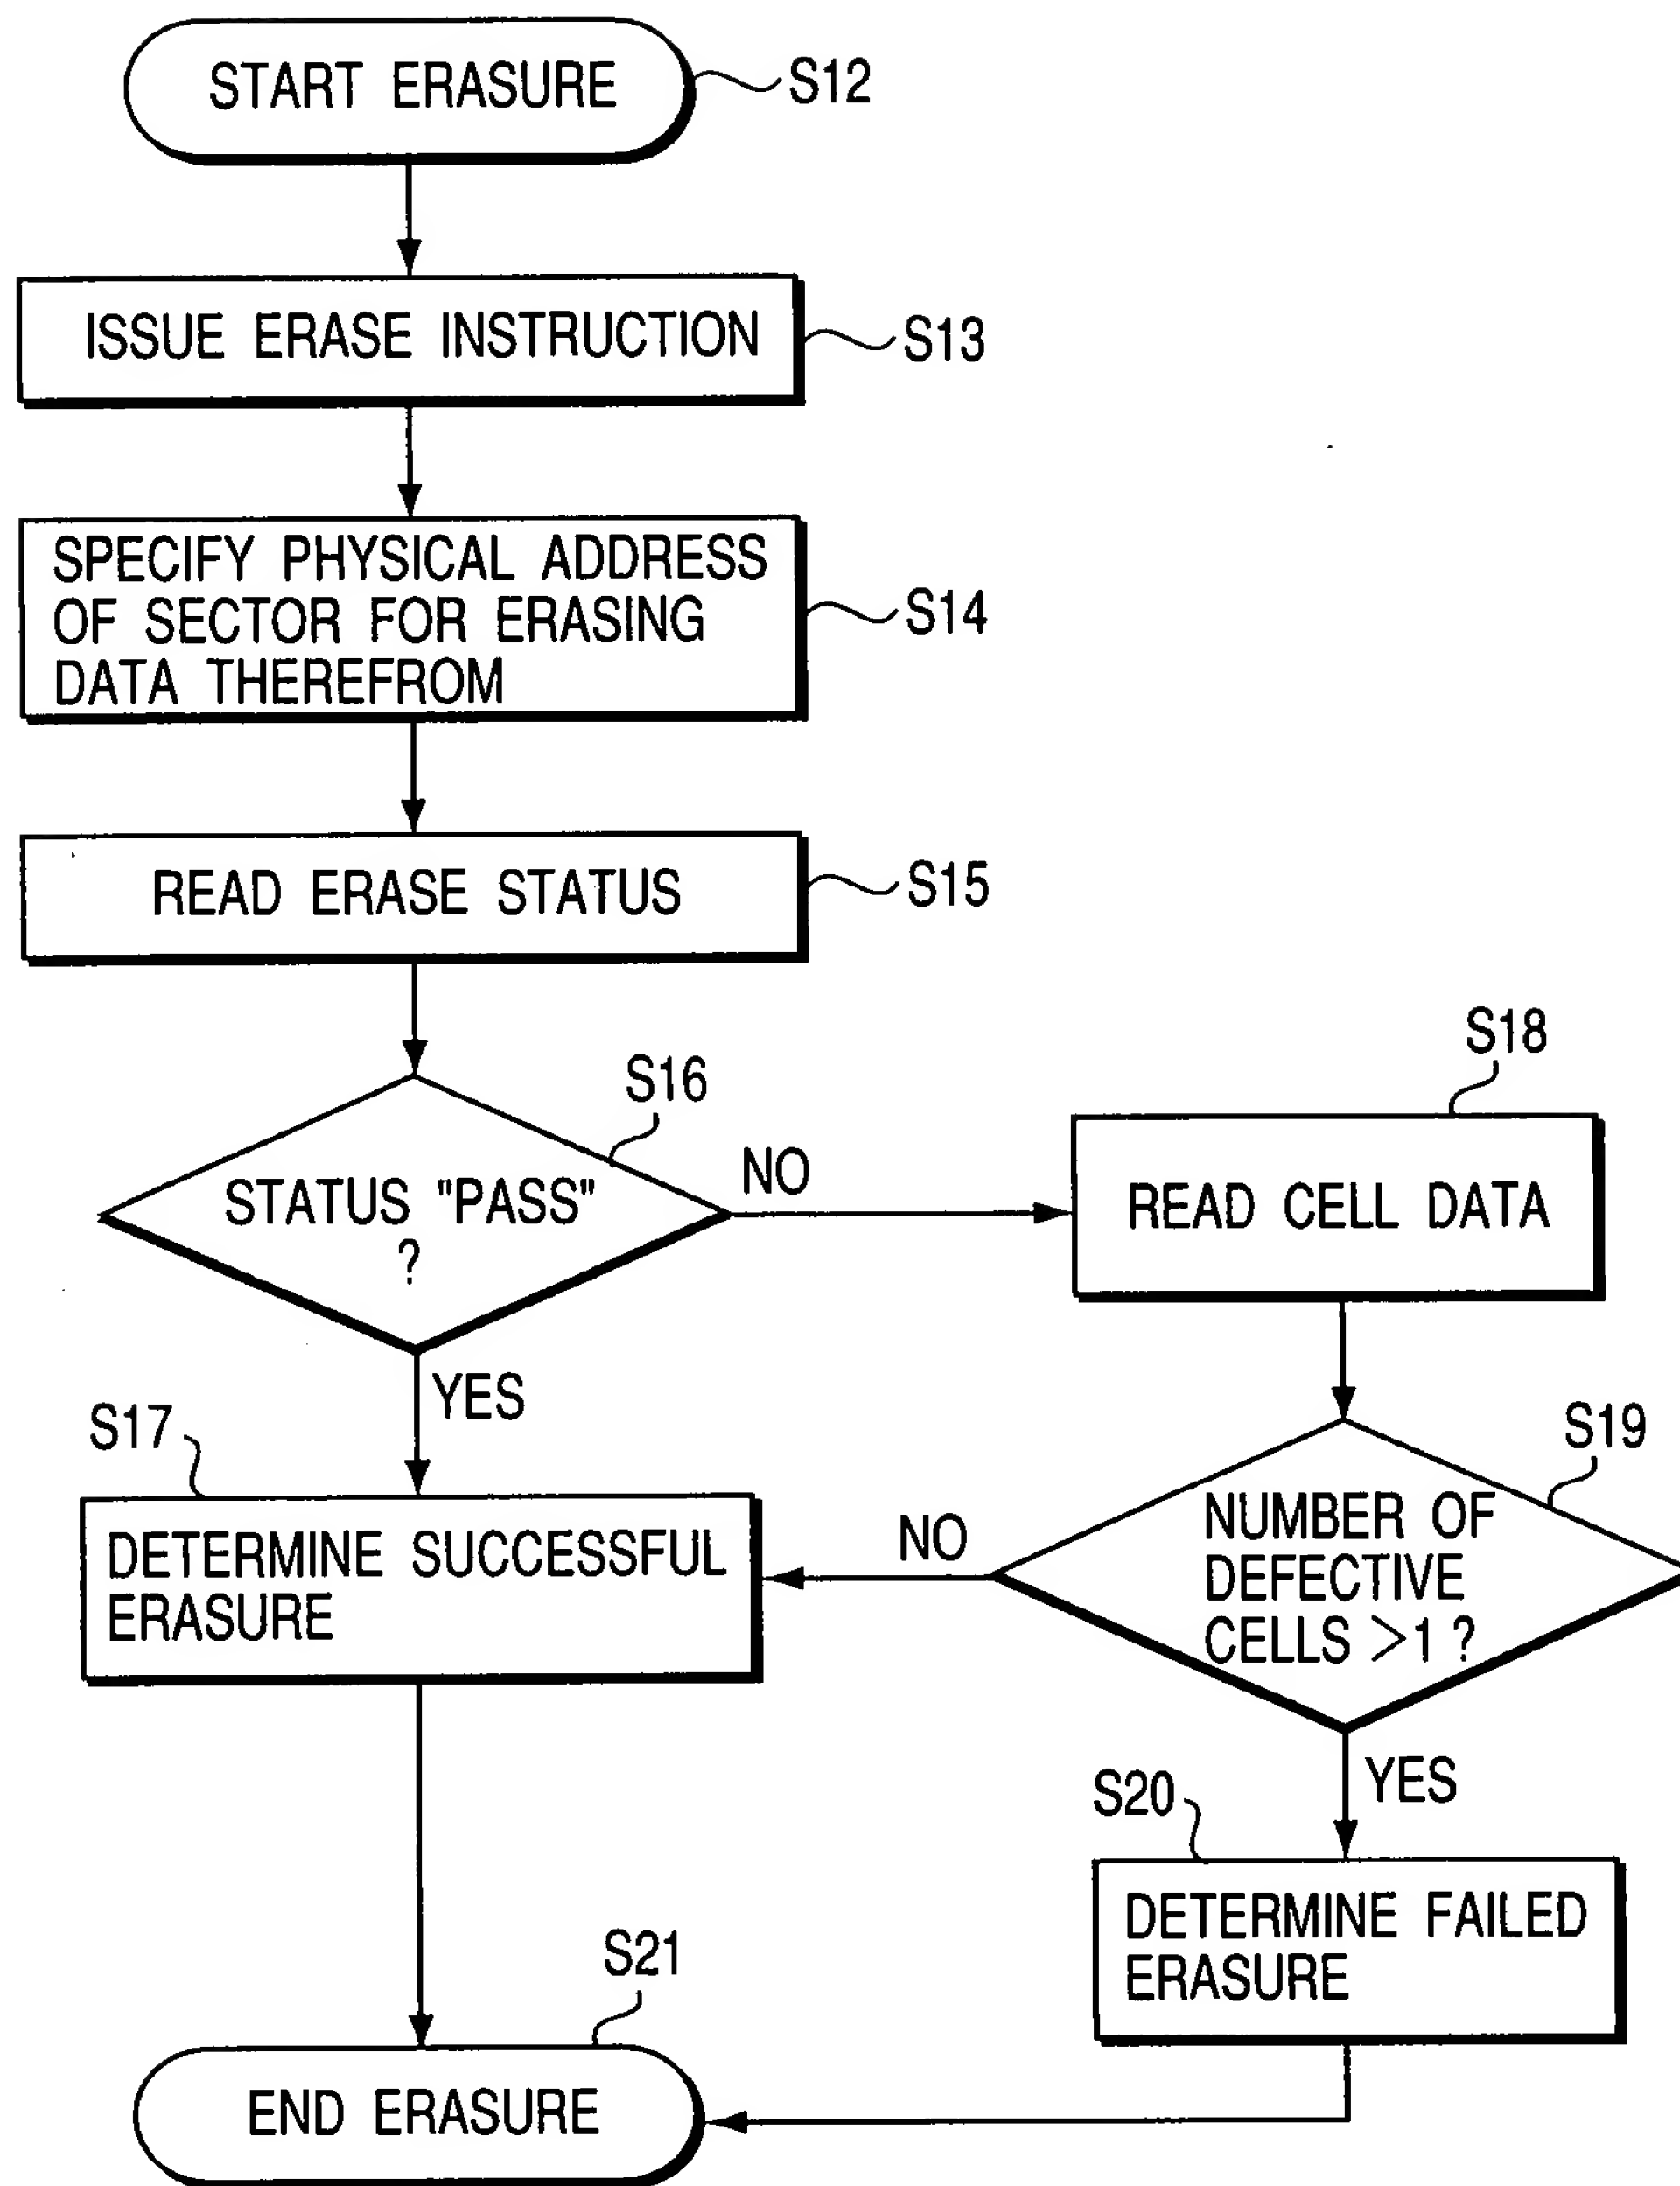 START ERASURE
S12
ISSUE ERASE INSTRUCTION
S13
SPECIFY PHYSICAL ADDRESS
OF SECTOR FOR ERASING
DATA THEREFROM
S14
READ ERASE STATUS
S15
S16
STATUS "PASS"
?
NO
YES
S18
READ CELL DATA
S17
DETERMINE SUCCESSFUL
ERASURE
NO
S19
NUMBER OF
DEFECTIVE
CELLS >1 ?
YES
S20
DETERMINE FAILED
ERASURE
S21
END ERASURE